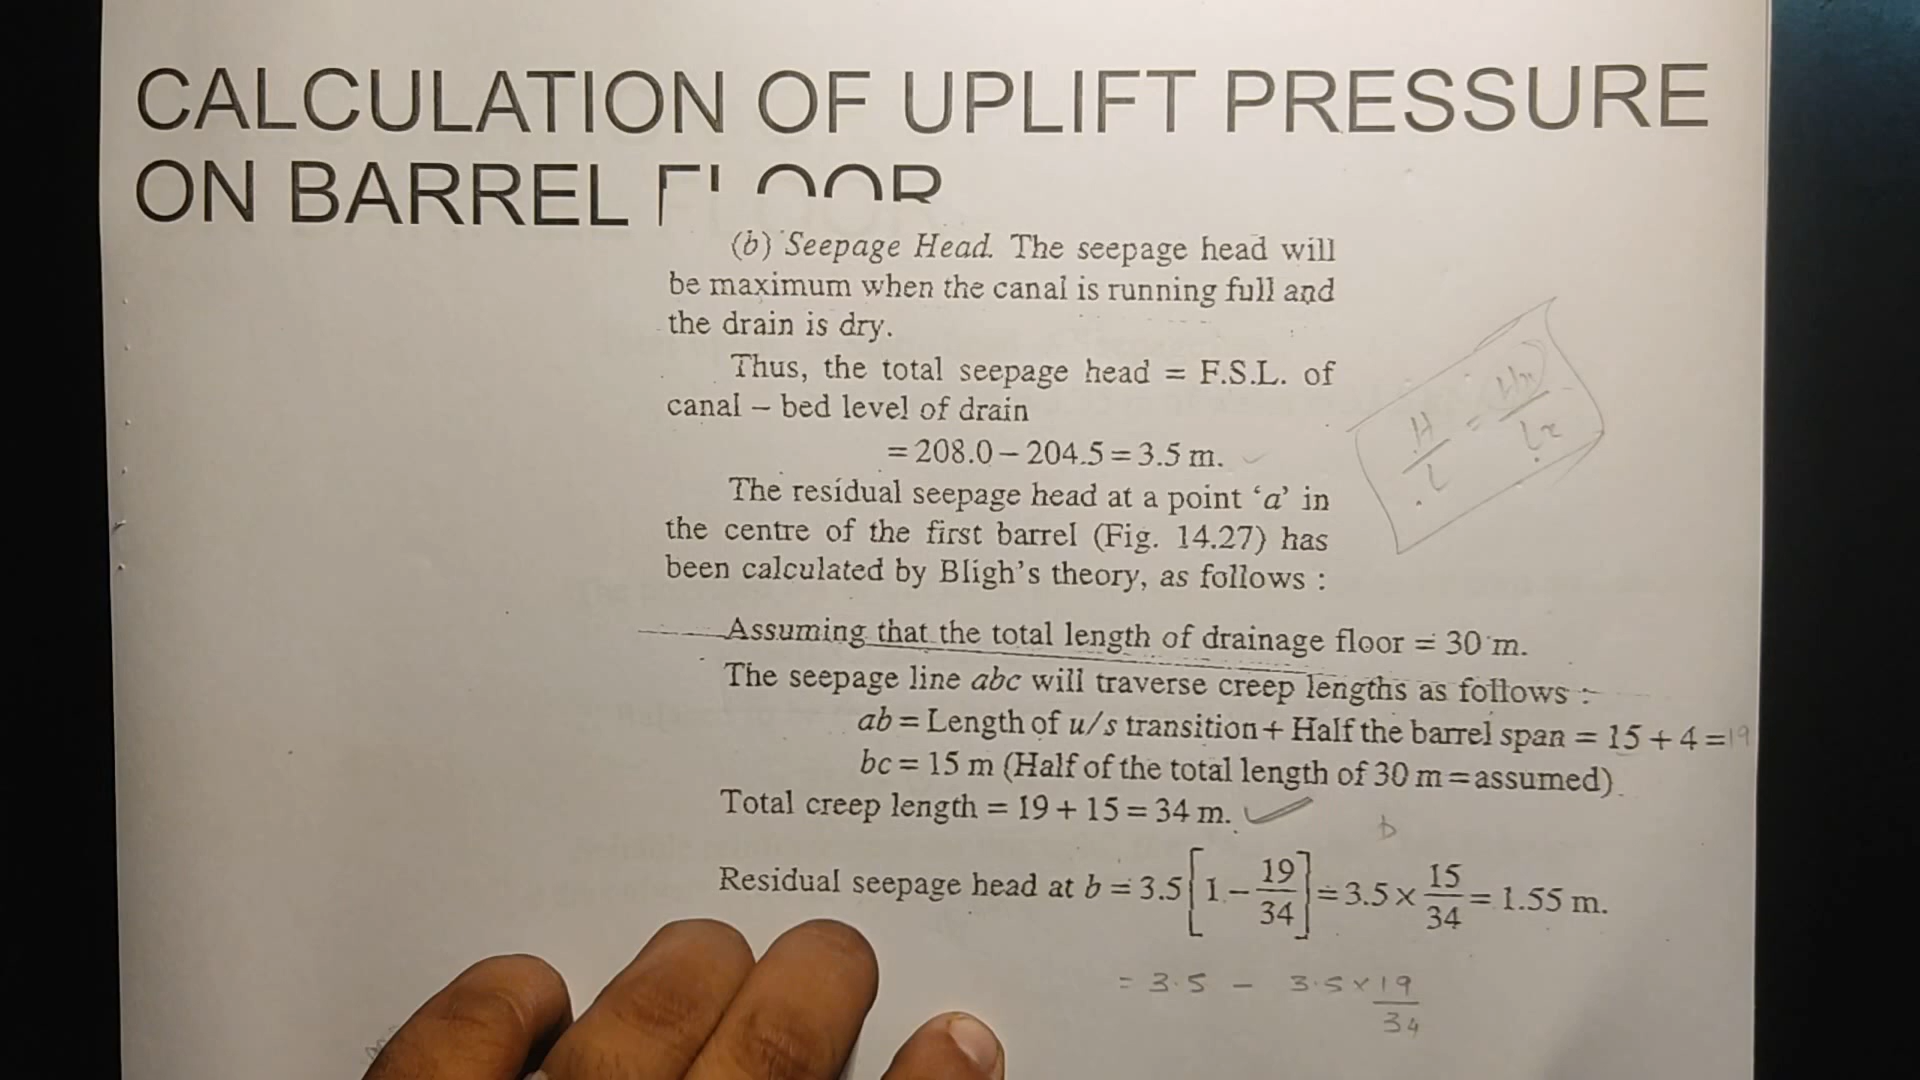 CALCULATION OF UPLIFT PRESSURE
ON BARREL FLOOR
(b) Seepage Head. The seepage head will
be maximum when the canal is running full and
the drain is dry.
Thus, the total seepage head = F.S.L. of
canal – bed level of drain
= 208.0 – 204.5 = 3.5 m.
The residual seepage head at a point ‘a’ in
the centre of the first barrel (Fig. 14.27) has
been calculated by Bligh’s theory, as follows :
H/L = Hx/Lx
Assuming that the total length of drainage floor = 30 m.
The seepage line abc will traverse creep lengths as follows :
ab = Length of u/s transition + Half the barrel span = 15 + 4 = 19
bc = 15 m (Half of the total length of 30 m = assumed)
Total creep length = 19 + 15 = 34 m.
b
Residual seepage head at b = 3.5 [1 – 19/34] = 3.5 × 15/34 = 1.55 m.
= 3.5 – 3.5 × 19/34